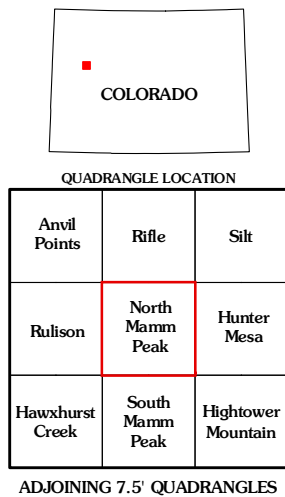 COLORADO
QUADRANGLE LOCATION
Anvil
Points
Rifle
Silt
Rulison
North
Mamm
Peak
Hunter
Mesa
Hawxhurst
Creek
South
Mamm
Peak
Hightower
Mountain
ADJOINING 7.5' QUADRANGLES